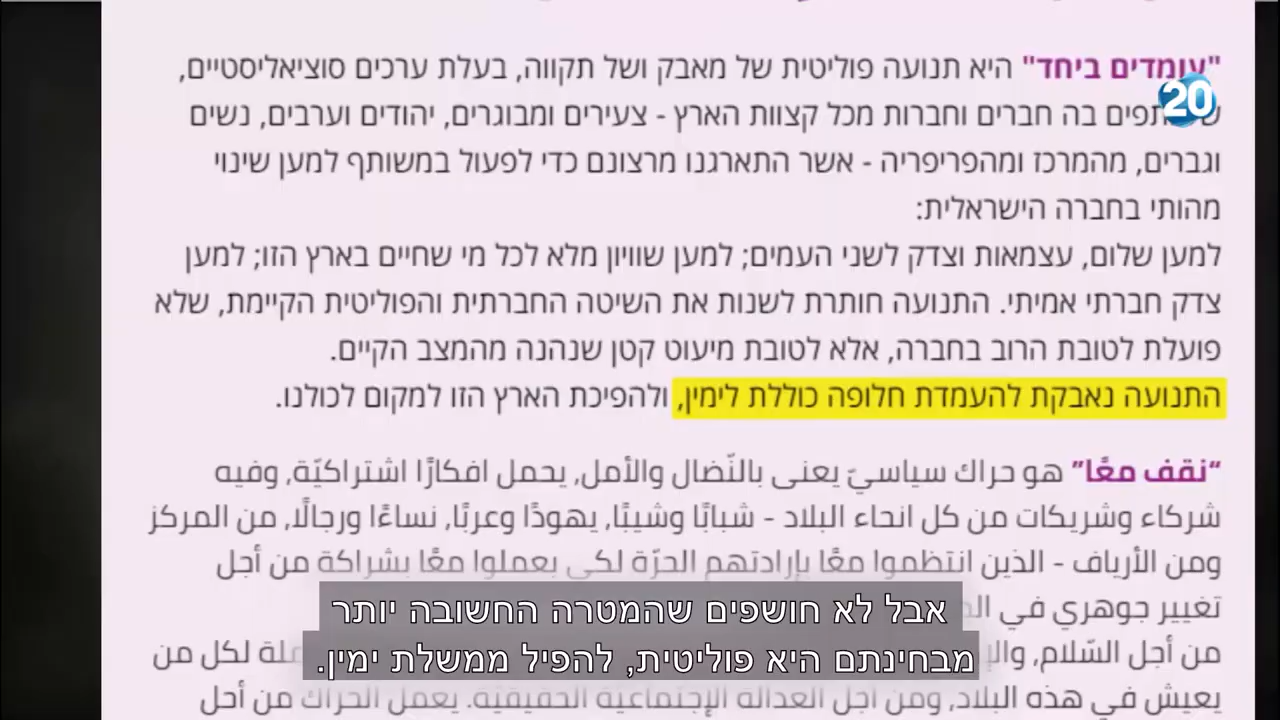 "עומדים ביחד" היא תנועה פוליטית של מאבק ושל תקווה, בעלת ערכים סוציאליסטיים,
20
בה חברים וחברות מכל קצוות הארץ - צעירים ומבוגרים, יהודים וערבים, נשים
וגברים, מהמרכז ומהפריפריה - אשר התארגנו מרצונם כדי לפעול במשותף למען שינוי
מהותי בחברה הישראלית:
למען שלום, עצמאות וצדק לשני העמים; למען שוויון מלא לכל מי שחיים בארץ הזו; למען
צדק חברתי אמיתי. התנועה חותרת לשנות את השיטה החברתית והפוליטית הקיימת, שלא
פועלת לטובת הרוב בחברה, אלא לטובת מיעוט קטן שנהנה מהמצב הקיים.
התנועה נאבקת להעמדת חלופה כוללת לימין, ולהפיכת הארץ הזו למקום לכולנו.
“نقف معًا” هو حراك سياسيّ يعنى بالنّضال والأمل, يحمل افكارًا اشتراكيّة, وفيه
شركاء وشريكات من كل انحاء البلاد - شبابًا وشيبًا, يهودًا وعربًا, نساءًا ورجالًا, من المركز
ومن الأرياف - الذين انتظموا معًا بإرادتهم الحرّة لكي يعملوا معًا بشراكة من أجل
تغيير جوهري في
من أجل السّلام, لكل من
يعيش في هذه البلاد, ومن أجل العدالة الإجتماعية الحقيقية. يعمل الحراك من أجل
אבל לא חושפים שהמטרה החשובה יותר
מבחינתם היא פוליטית, להפיל ממשלת ימין.